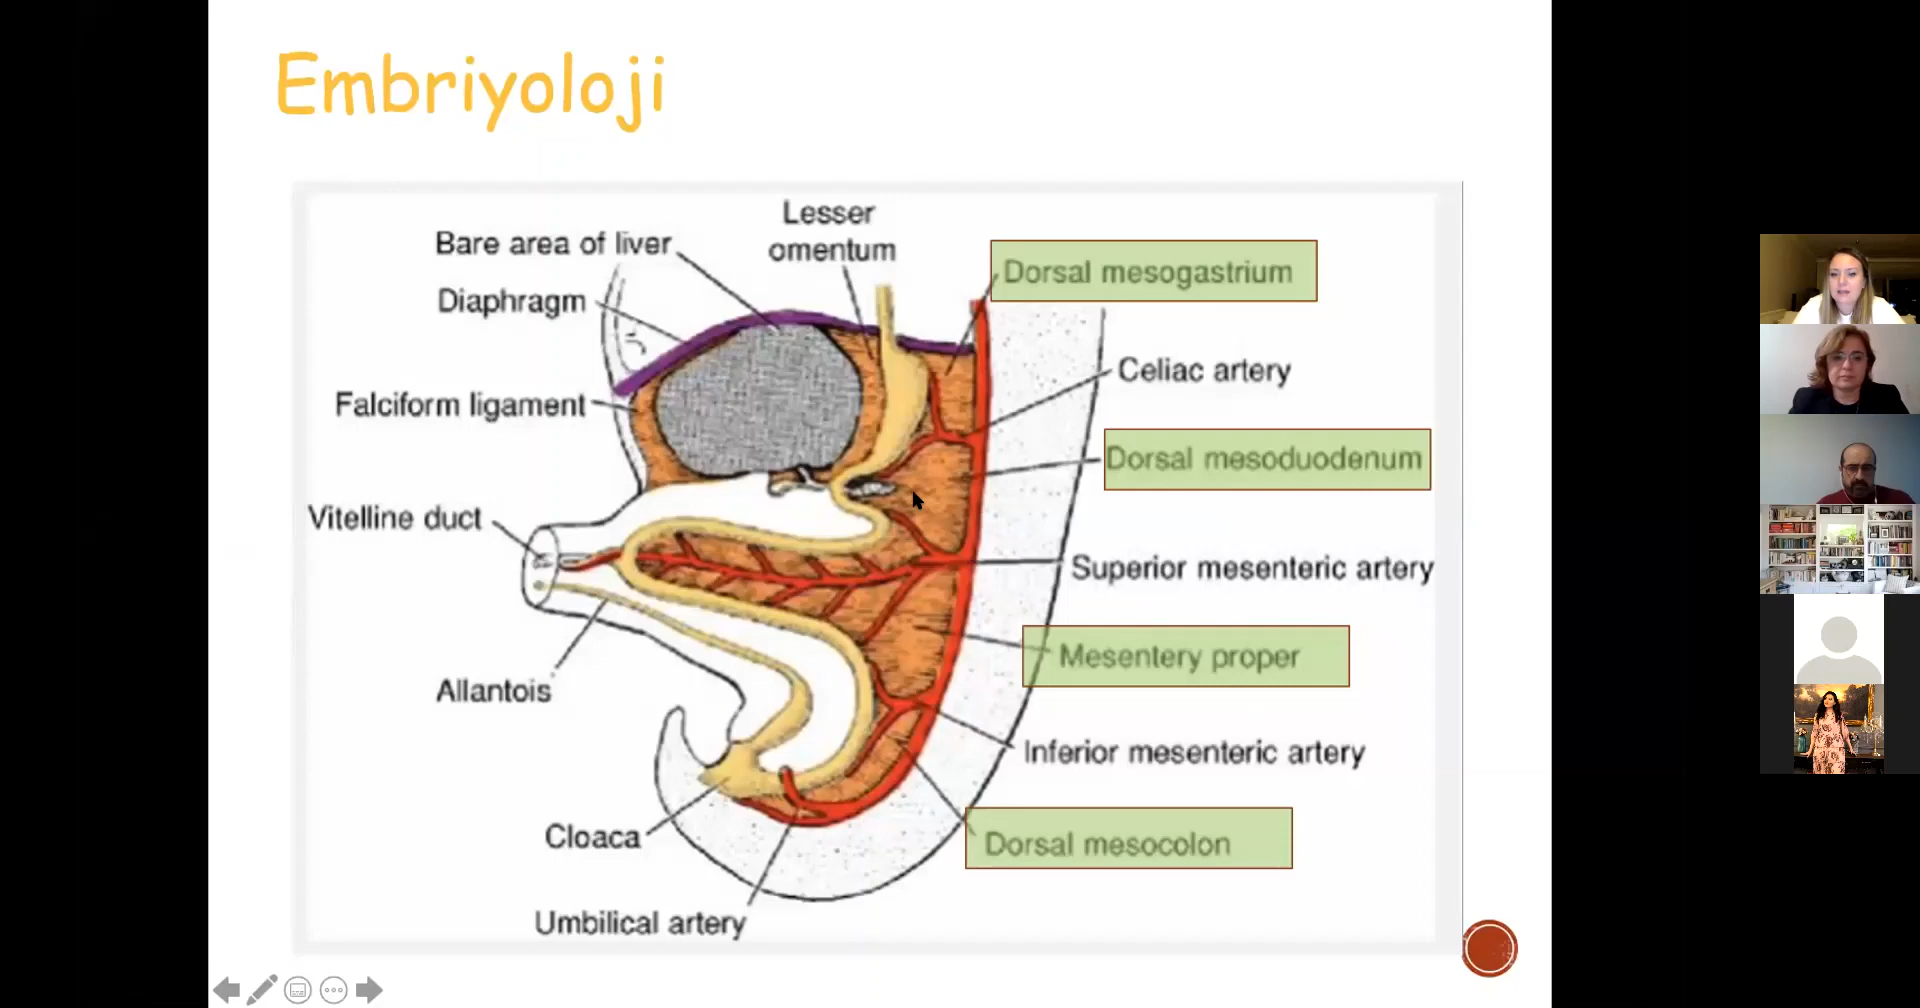 Embriyoloji
Lesser
omentum
Bare area of liver
Diaphragm
Falciform ligament
Vitelline duct
Allantois
Cloaca
Umbilical artery
Dorsal mesogastrium
Celiac artery
Dorsal mesoduodenum
Superior mesenteric artery
Mesentery proper
Inferior mesenteric artery
Dorsal mesocolon